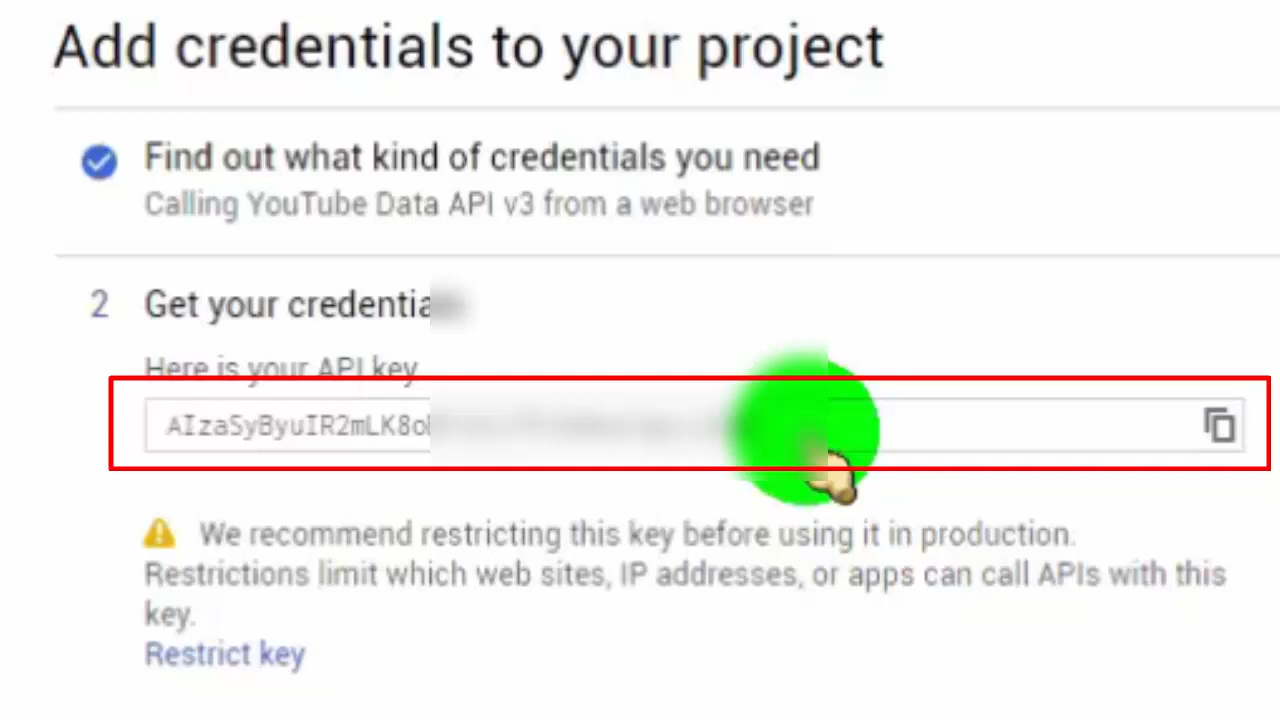 Add credentials to your project
Find out what kind of credentials you need
Calling YouTube Data API v3 from a web browser
2 Get your credentia
Here is your API key
AIzaSyByuIR2mLK8o
We recommend restricting this key before using it in production.
Restrictions limit which web sites, IP addresses, or apps can call APIs with this
key.
Restrict key